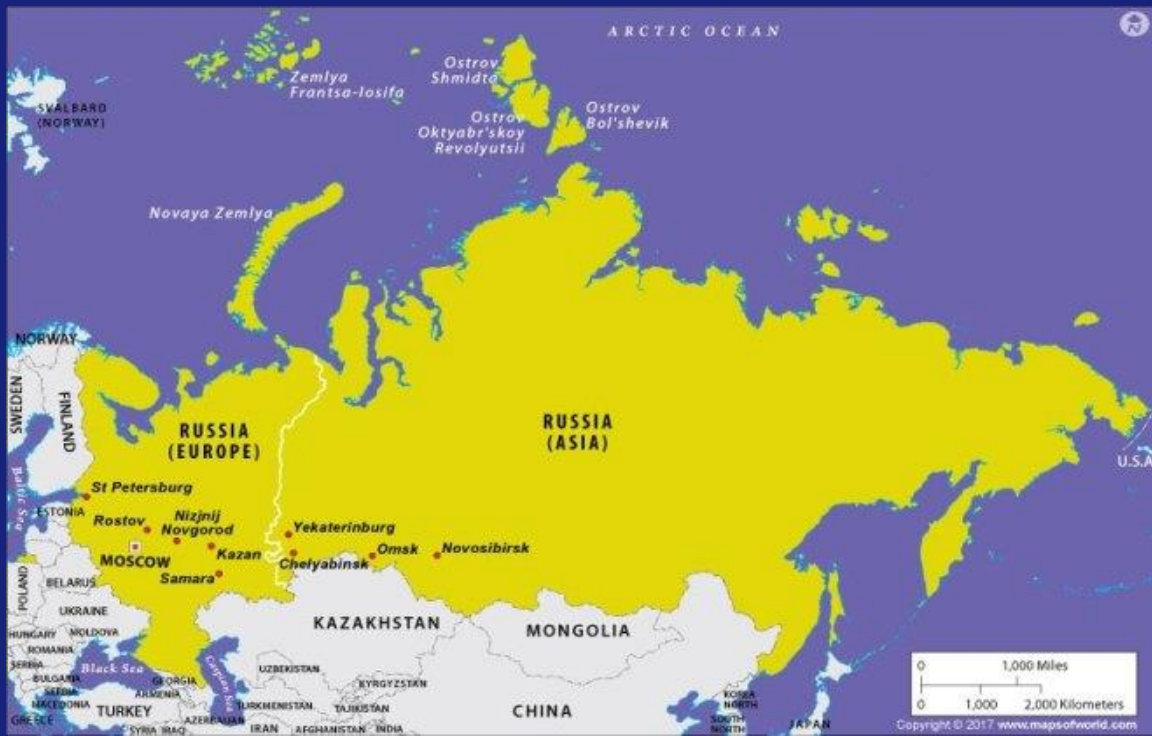 ARCTIC OCEAN
N
Ostrov
Shmidta
Zemlya
Frantsa-Iosifa
SVALBARD
(NORWAY)
Ostrov
Bol'shevik
Ostrov
Oktyabr'skoy
Revolyutsii
Novaya Zemlya
NORWAY
SWEDEN
FINLAND
RUSSIA
(EUROPE)
RUSSIA
(ASIA)
U.S.A
Baltic Sea
St Petersburg
ESTONIA
Rostov
Nizjnij
Novgorod
Yekaterinburg
MOSCOW
Kazan
Chelyabinsk
Omsk
Novosibirsk
Samara
POLAND
BELARUS
UKRAINE
KAZAKHSTAN
MONGOLIA
HUNGARY
MOLDOVA
ROMANIA
SERBIA
Black Sea
Caspian Sea
BULGARIA
GEORGIA
UZBEKISTAN
KYRGYZSTAN
SERBIA
ARMENIA
MACEDONIA
TURKEY
AZERBAIJAN
TURKMENISTAN
TAJIKISTAN
CHINA
KOREA
NORTH
GREECE
SYRIA
IRAQ
IRAN
AFGHANISTAN
INDIA
SOUTH
NORTH
JAPAN
0 1,000 Miles
0 1,000 2,000 Kilometers
Copyright © 2017 www.mapsofworld.com